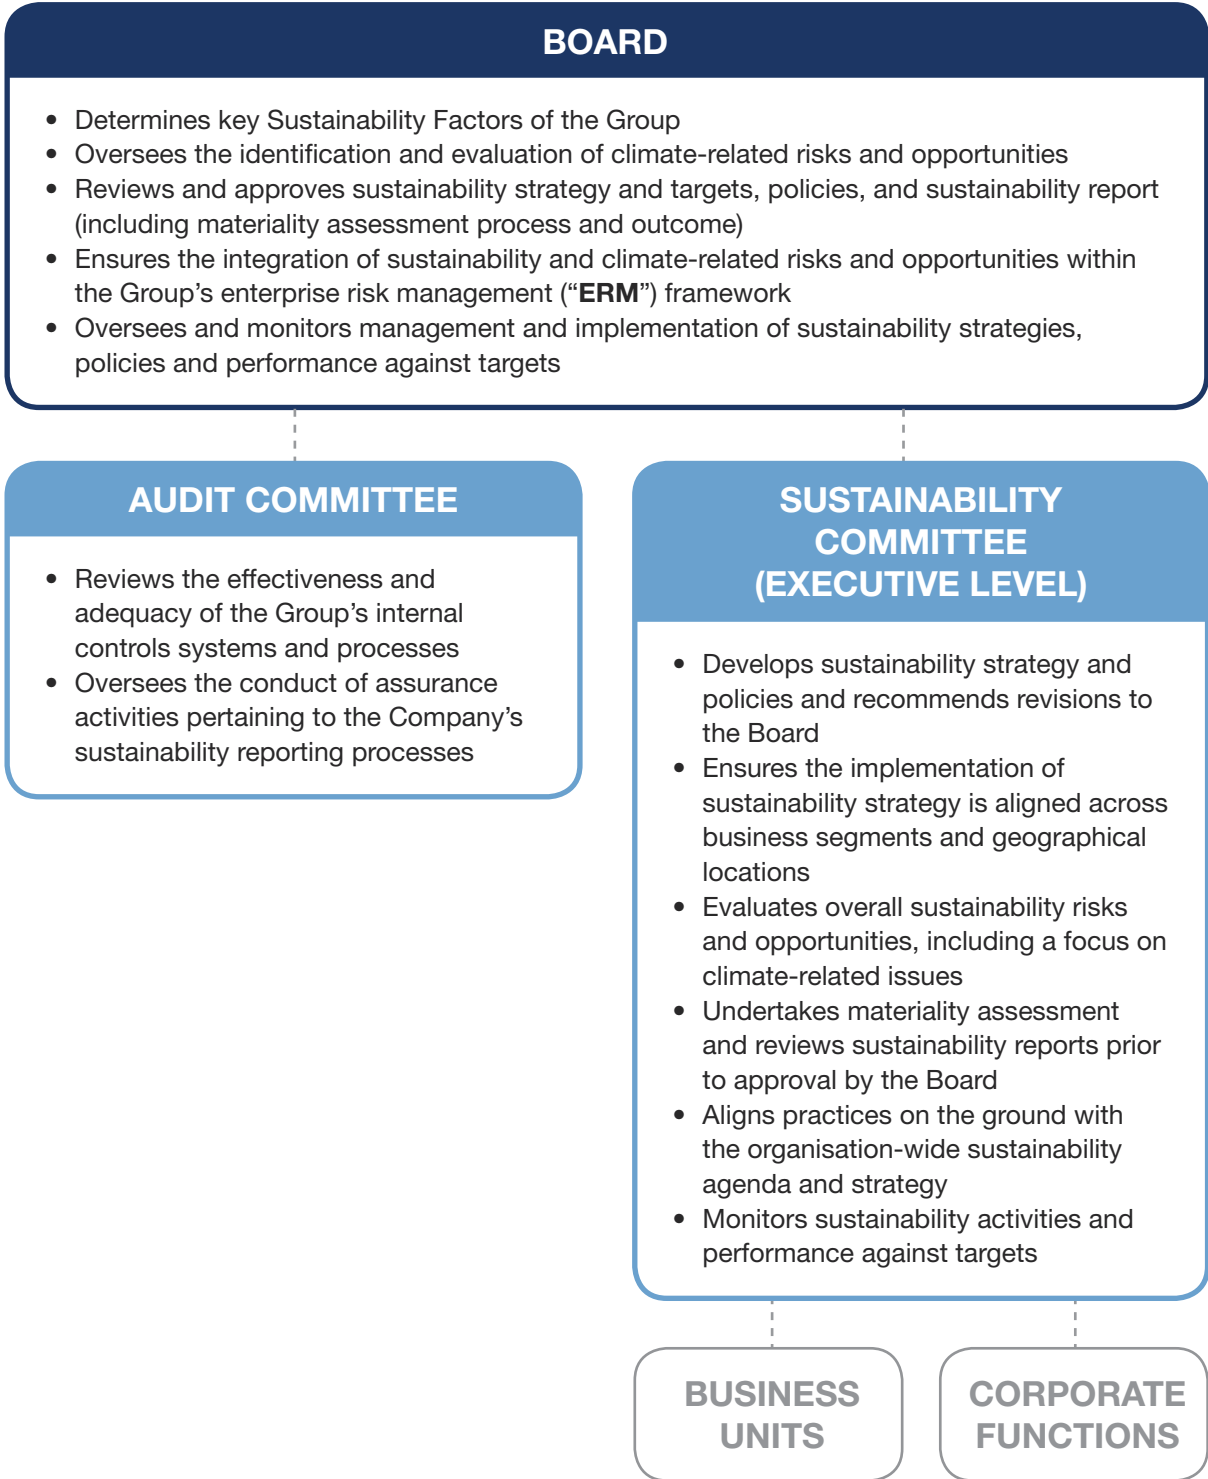 BOARD
• Determines key Sustainability Factors of the Group
• Oversees the identification and evaluation of climate-related risks and opportunities
• Reviews and approves sustainability strategy and targets, policies, and sustainability report
(including materiality assessment process and outcome)
• Ensures the integration of sustainability and climate-related risks and opportunities within
the Group’s enterprise risk management (“ERM”) framework
• Oversees and monitors management and implementation of sustainability strategies,
policies and performance against targets
AUDIT COMMITTEE
• Reviews the effectiveness and
adequacy of the Group’s internal
controls systems and processes
• Oversees the conduct of assurance
activities pertaining to the Company’s
sustainability reporting processes
SUSTAINABILITY
COMMITTEE
(EXECUTIVE LEVEL)
• Develops sustainability strategy and
policies and recommends revisions to
the Board
• Ensures the implementation of
sustainability strategy is aligned across
business segments and geographical
locations
• Evaluates overall sustainability risks
and opportunities, including a focus on
climate-related issues
• Undertakes materiality assessment
and reviews sustainability reports prior
to approval by the Board
• Aligns practices on the ground with
the organisation-wide sustainability
agenda and strategy
• Monitors sustainability activities and
performance against targets
BUSINESS
UNITS
CORPORATE
FUNCTIONS